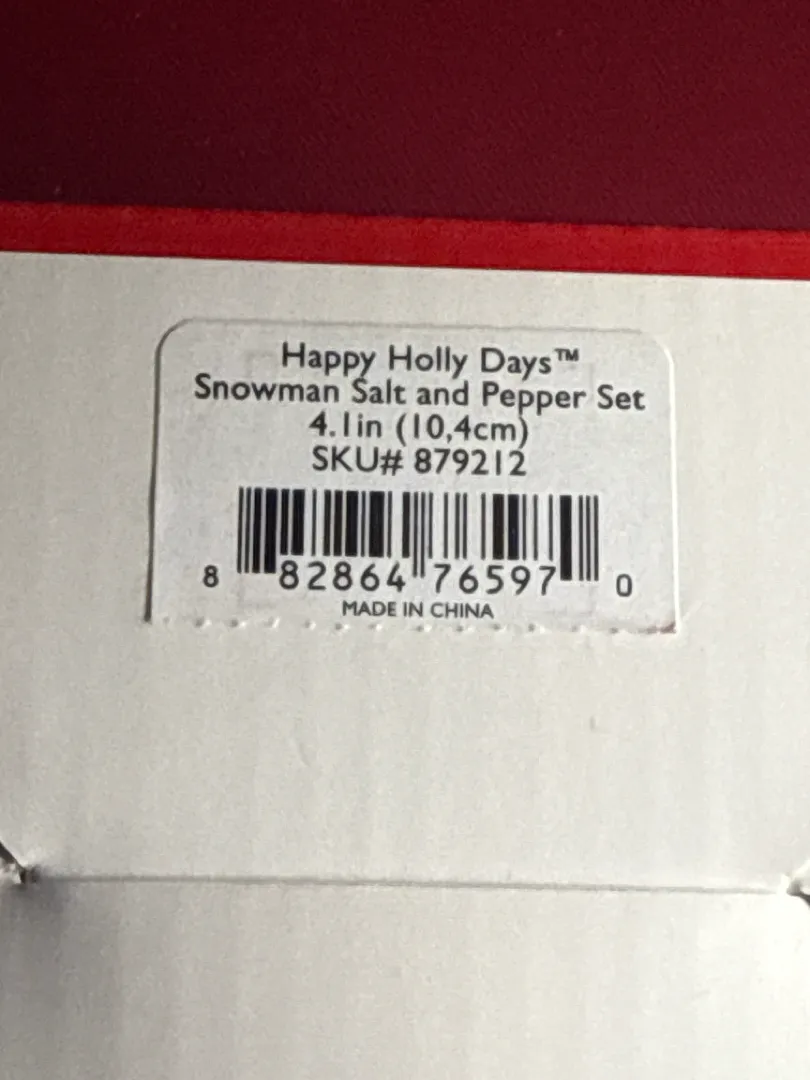 Happy Holly Days™
Snowman Salt and Pepper Set
4.1in (10,4cm)
SKU# 879212
8 82864 76597 0
MADE IN CHINA